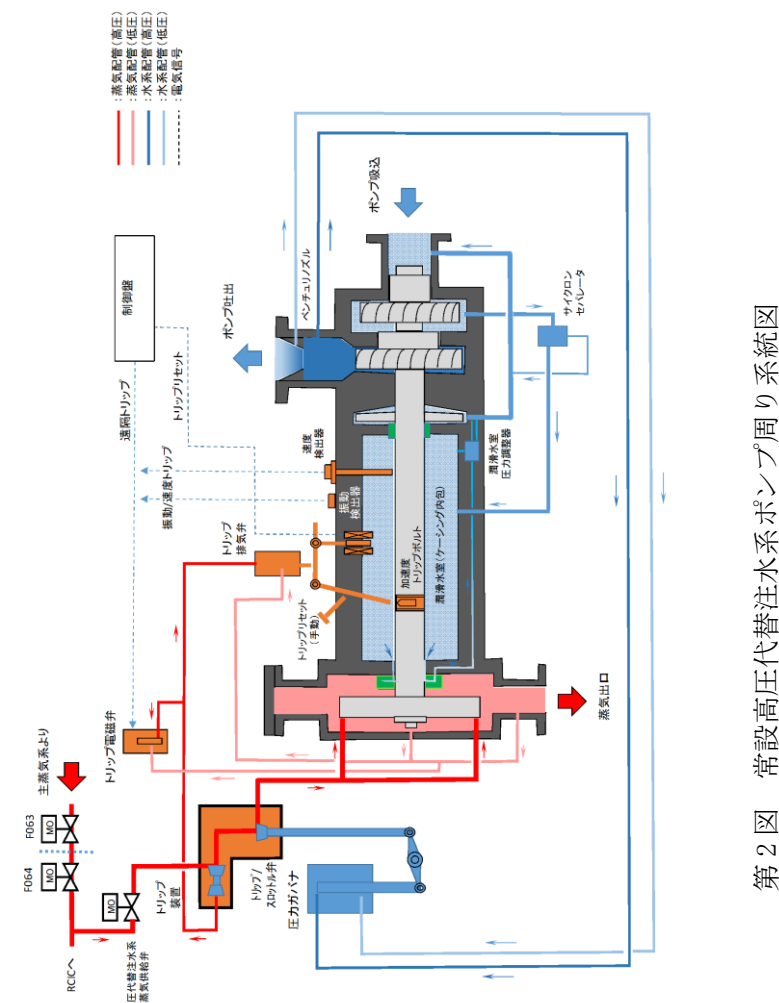 :蒸気配管(高圧)
:蒸気配管(低圧)
:水系配管(高圧)
:水系配管(低圧)
:電気信号
制御盤
遠隔トリップ
トリップリセット
振動/速度トリップ
ポンプ吐出
ベンチュリノズル
ポンプ吸込
速度
検出器
振動
検出器
トリップ
排気弁
トリップリセット
(手動)
加速度
トリップボルト
潤滑水室(ケーシング内包)
潤滑水室
圧力調整器
サイクロン
セパレータ
トリップ電磁弁
主蒸気系より
F063
F064
MO
MO
MO
RCICへ
圧代替注水系
蒸気供給弁
トリップ
装置
トリップ/
スロットル弁
圧力ガバナ
蒸気出口
第2図 常設高圧代替注水系ポンプ周り系統図